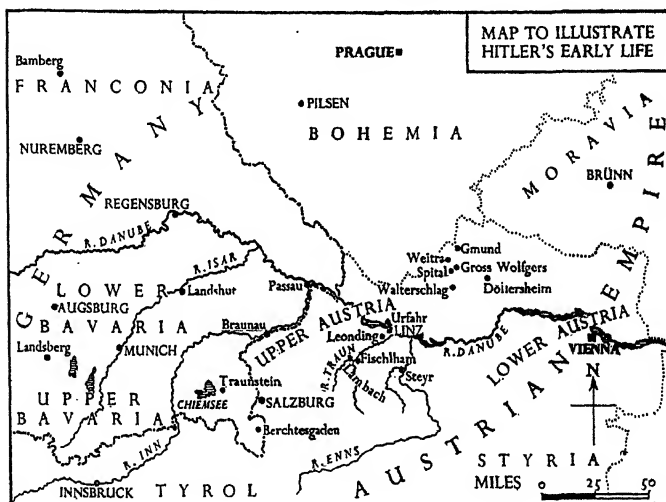 MAP TO ILLUSTRATE
HITLER'S EARLY LIFE
PRAGUE
Bamberg
FRANCONIA
PILSEN
BOHEMIA
NUREMBERG
GERMANY
MORAVIA
BRÜNN
REGENSBURG
R. DANUBE
R. ISAR
Gmund
Weitra
Spital
Gross Wolfgers
Walterschlag
Döllersheim
AUSTRIAN EMPIRE
LOWER
BAVARIA
Landshut
Passau
AUGSBURG
Braunau
UPPER AUSTRIA
Urfahr
LINZ
Leonding
R. DANUBE
LOWER AUSTRIA
VIENNA
Landsberg
MUNICH
R. TRAUN
Fischlham
Lambach
Steyr
UPPER
BAVARIA
Traunstein
CHIEMSEE
SALZBURG
Berchtesgaden
R. INN
R. ENNS
INNSBRUCK
TYROL
STYRIA
N
MILES 0 25 50